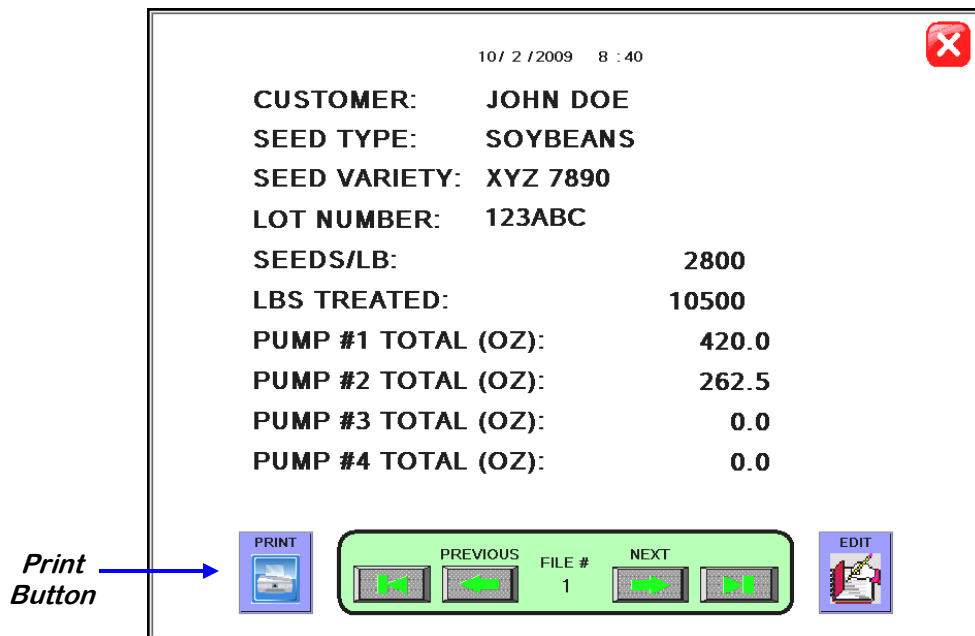 10/ 2 /2009 8 : 40
CUSTOMER: JOHN DOE
SEED TYPE: SOYBEANS
SEED VARIETY: XYZ 7890
LOT NUMBER: 123ABC
SEEDS/LB: 2800
LBS TREATED: 10500
PUMP #1 TOTAL (OZ): 420.0
PUMP #2 TOTAL (OZ): 262.5
PUMP #3 TOTAL (OZ): 0.0
PUMP #4 TOTAL (OZ): 0.0
Print
Button
PRINT
PREVIOUS
FILE #
1
NEXT
EDIT